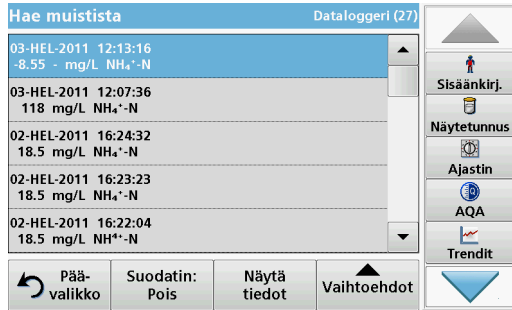 Hae muistista
Dataloggeri (27)
03-HEL-2011 12:13:16
-8.55 - mg/L NH₄⁺-N
03-HEL-2011 12:07:36
118 mg/L NH₄⁺-N
02-HEL-2011 16:24:32
18.5 mg/L NH₄⁺-N
02-HEL-2011 16:23:23
18.5 mg/L NH₄⁺-N
02-HEL-2011 16:22:04
18.5 mg/L NH⁴⁺-N
Sisäänkirj.
Näytetunnus
Ajastin
AQA
Trendit
Pää-
valikko
Suodatin:
Pois
Näytä
tiedot
Vaihtoehdot